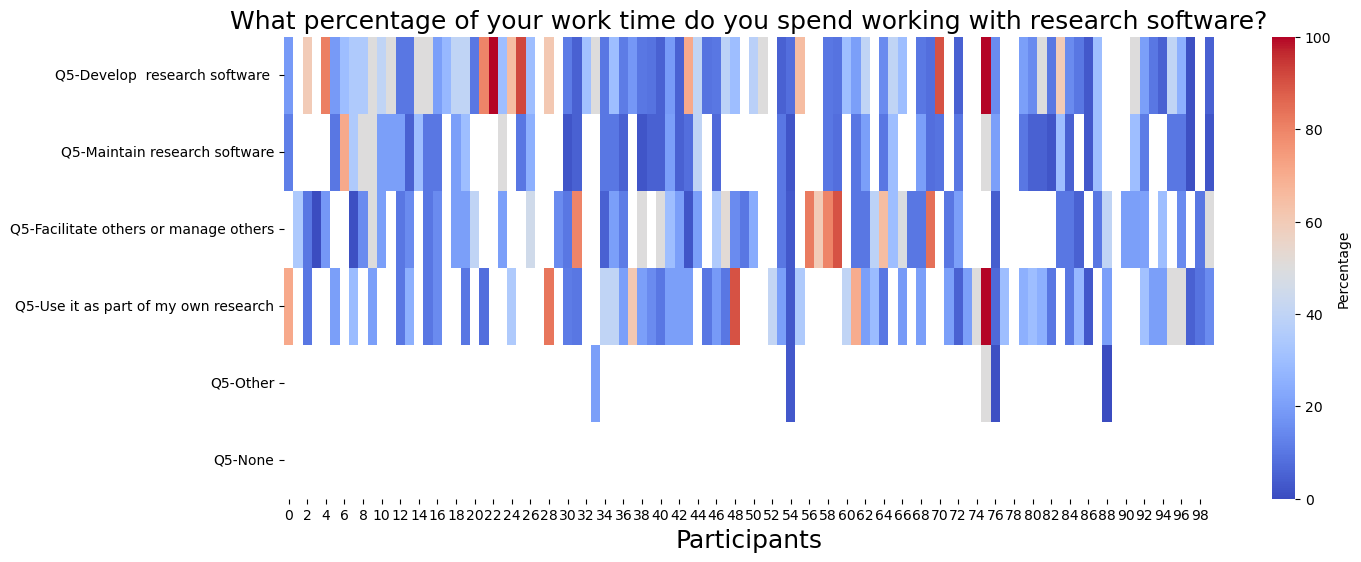 What percentage of your work time do you spend working with research software?
Q5-Develop  research software
Q5-Maintain research software
Q5-Facilitate others or manage others
Q5-Use it as part of my own research
Q5-Other
Q5-None
0 2 4 6 8 10 12 14 16 18 20 22 24 26 28 30 32 34 36 38 40 42 44 46 48 50 52 54 56 58 60 62 64 66 68 70 72 74 76 78 80 82 84 86 88 90 92 94 96 98
Participants
100
80
60
40
20
0
Percentage